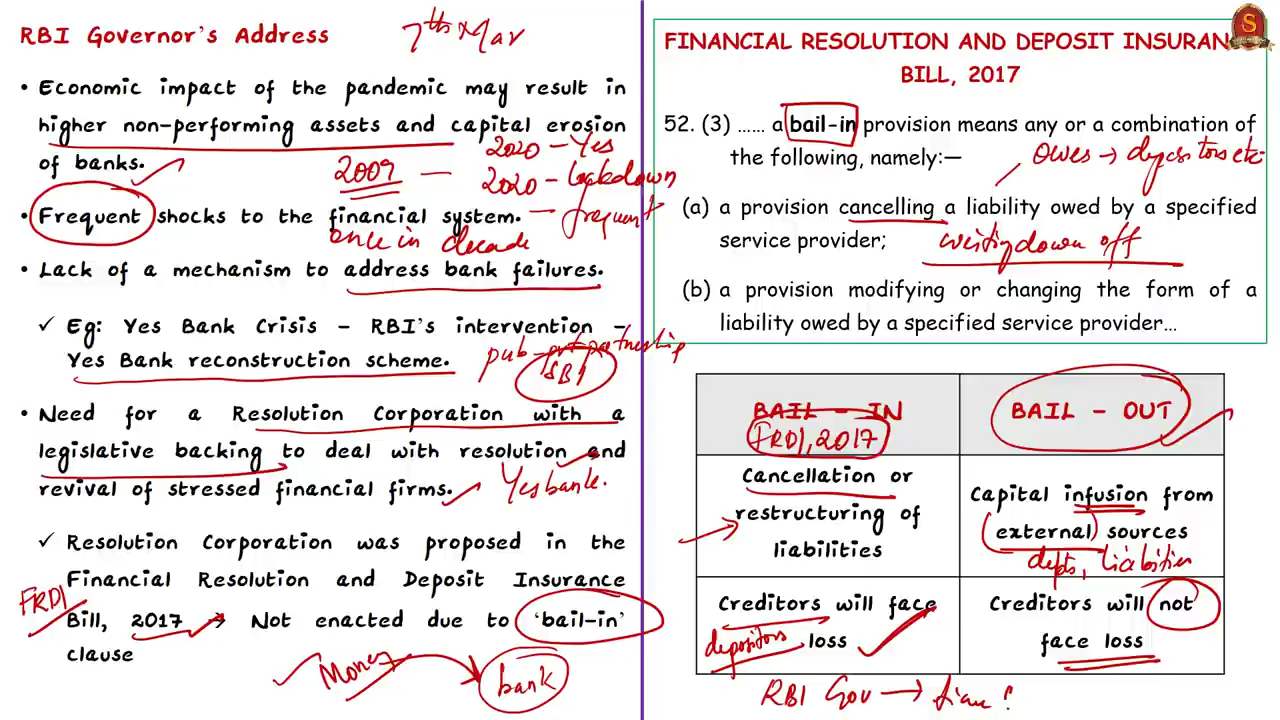 RBI Governor's Address
7th Mar
• Economic impact of the pandemic may result in
higher non-performing assets and capital erosion
of banks.
2009 — 2020 - Yes
2020 - lockdown
• Frequent shocks to the financial system. — frequent
once in decade
• Lack of a mechanism to address bank failures.
✓ Eg: Yes Bank Crisis - RBI's intervention -
Yes Bank reconstruction scheme.
pub-pvt partnership
SBI
• Need for a Resolution Corporation with a
legislative backing to deal with resolution and
revival of stressed financial firms.
Yes bank.
✓ Resolution Corporation was proposed in the
Financial Resolution and Deposit Insurance
FRDI
Bill, 2017 → Not enacted due to 'bail-in'
clause
Money
bank
S
FINANCIAL RESOLUTION AND DEPOSIT INSURAN
BILL, 2017
52. (3) ...... a bail-in provision means any or a combination of
the following, namely:—
owes → depositors etc
(a) a provision cancelling a liability owed by a specified
service provider;
writing down off
(b) a provision modifying or changing the form of a
liability owed by a specified service provider...
BAIL - IN
FRDI, 2017
BAIL - OUT
Cancellation or
restructuring of
liabilities
Capital infusion from
external sources
debts, liabilities
Creditors will face
loss
depositors
Creditors will not
face loss
RBI Gov →